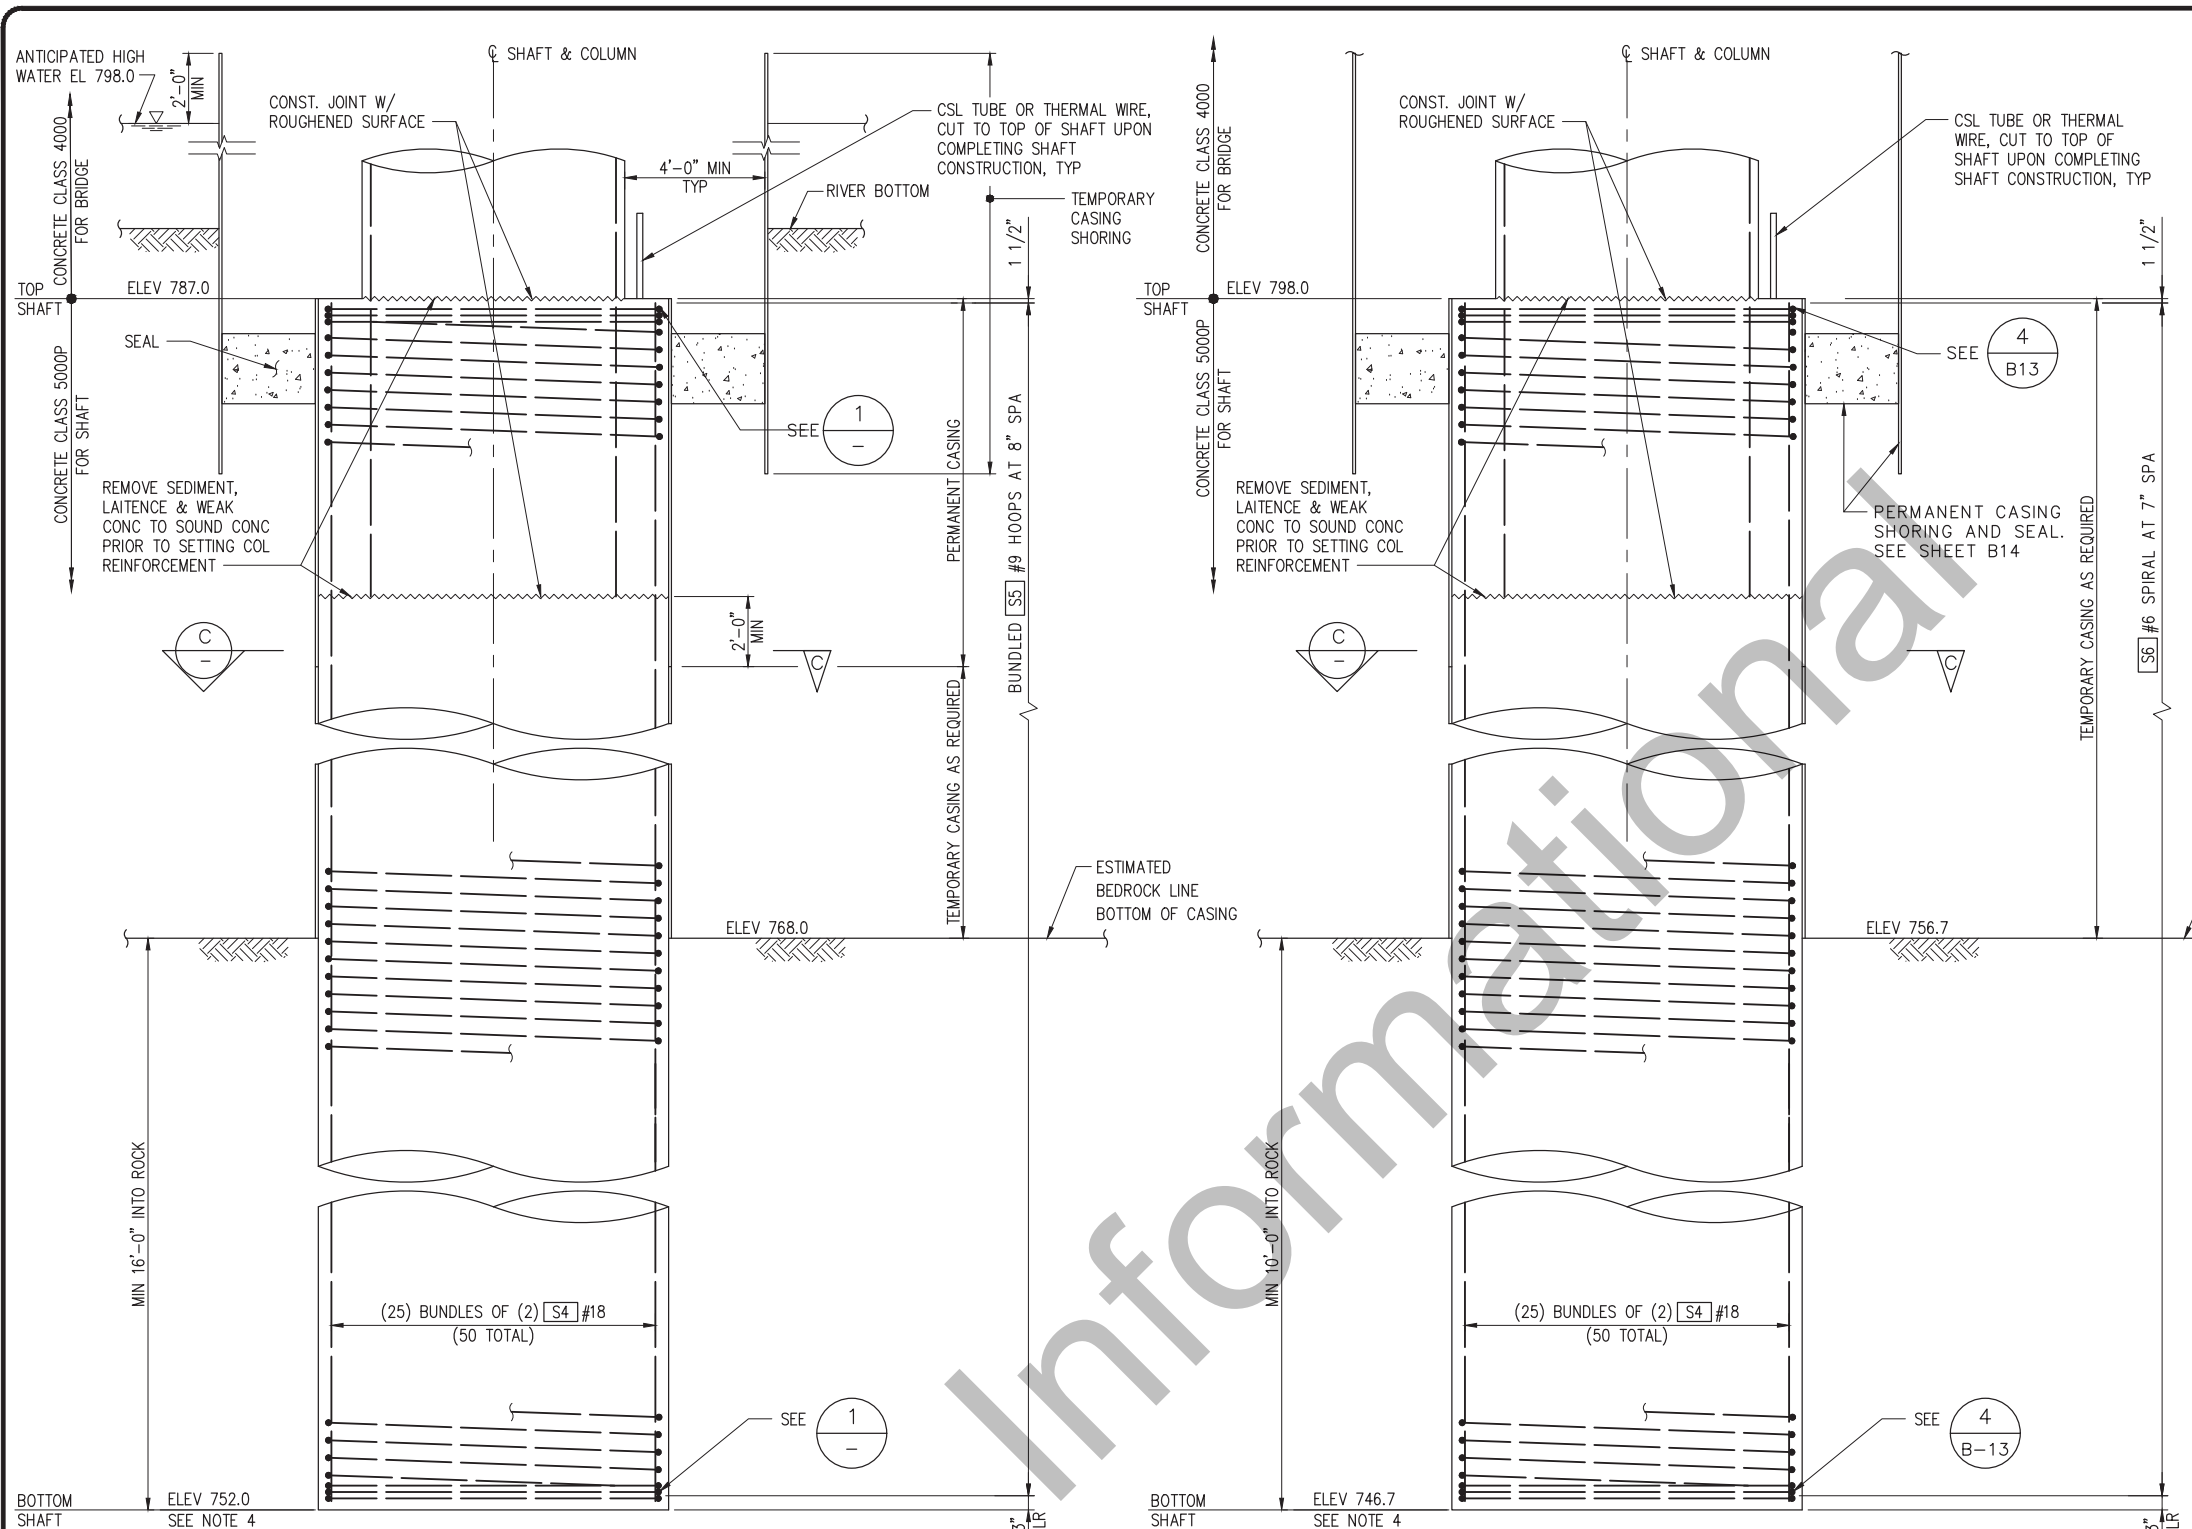 ANTICIPATED HIGH
WATER EL 798.0
2'-0"
MIN
℄ SHAFT & COLUMN
CONST. JOINT W/
ROUGHENED SURFACE
CSL TUBE OR THERMAL WIRE,
CUT TO TOP OF SHAFT UPON
COMPLETING SHAFT
CONSTRUCTION, TYP
4'-0" MIN
TYP
RIVER BOTTOM
TEMPORARY
CASING
SHORING
CONCRETE CLASS 4000
FOR BRIDGE
1 1/2"
TOP
SHAFT
ELEV 787.0
SEAL
CONCRETE CLASS 5000P
FOR SHAFT
SEE
1
–
REMOVE SEDIMENT,
LAITENCE & WEAK
CONC TO SOUND CONC
PRIOR TO SETTING COL
REINFORCEMENT
PERMANENT CASING
BUNDLED S5 #9 HOOPS AT 8" SPA
2'-0"
MIN
C
–
C
TEMPORARY CASING AS REQUIRED
ESTIMATED
BEDROCK LINE
BOTTOM OF CASING
ELEV 768.0
MIN 16'-0" INTO ROCK
(25) BUNDLES OF (2) S4 #18
(50 TOTAL)
SEE
1
–
BOTTOM
SHAFT
ELEV 752.0
SEE NOTE 4
3"
LR
℄ SHAFT & COLUMN
CONST. JOINT W/
ROUGHENED SURFACE
CSL TUBE OR THERMAL
WIRE, CUT TO TOP OF
SHAFT UPON COMPLETING
SHAFT CONSTRUCTION, TYP
CONCRETE CLASS 4000
FOR BRIDGE
1 1/2"
TOP
SHAFT
ELEV 798.0
CONCRETE CLASS 5000P
FOR SHAFT
SEE
4
B13
REMOVE SEDIMENT,
LAITENCE & WEAK
CONC TO SOUND CONC
PRIOR TO SETTING COL
REINFORCEMENT
PERMANENT CASING
SHORING AND SEAL.
SEE SHEET B14
TEMPORARY CASING AS REQUIRED
S6 #6 SPIRAL AT 7" SPA
C
–
C
ELEV 756.7
MIN 10'-0" INTO ROCK
(25) BUNDLES OF (2) S4 #18
(50 TOTAL)
SEE
4
B-13
BOTTOM
SHAFT
ELEV 746.7
SEE NOTE 4
3"
LR
Informational